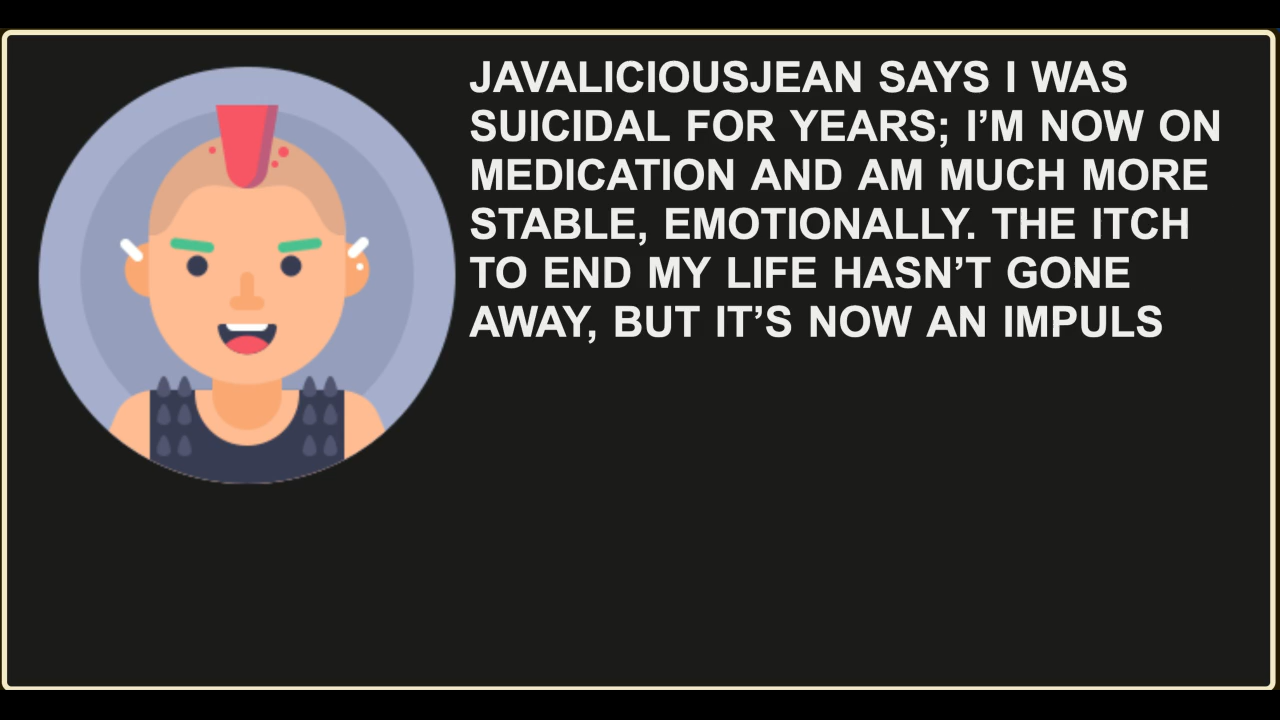 JAVALICIOUSJEAN SAYS I WAS
SUICIDAL FOR YEARS; I’M NOW ON
MEDICATION AND AM MUCH MORE
STABLE, EMOTIONALLY. THE ITCH
TO END MY LIFE HASN’T GONE
AWAY, BUT IT’S NOW AN IMPULS